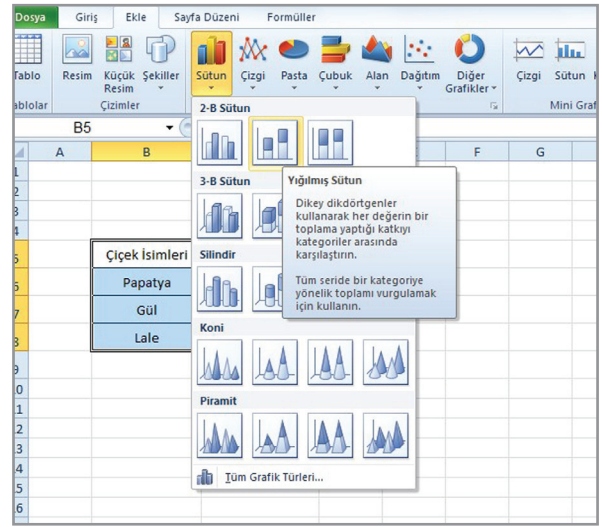 Dosya Giriş Ekle Sayfa Düzeni Formüller
Tablo Resim Küçük Resim Şekiller Sütun Çizgi Pasta Çubuk Alan Dağıtım Diğer Grafikler Çizgi Sütun
Çizimler Mini Graf
B5
A B F G
2-B Sütun
Yığılmış Sütun
Dikey dikdörtgenler
kullanarak her değerin bir
toplama yaptığı katkıyı
kategoriler arasında
karşılaştırın.
Tüm seride bir kategoriye
yönelik toplamı vurgulamak
için kullanın.
3-B Sütun
Silindir
Koni
Piramit
Tüm Grafik Türleri...
Çiçek İsimleri
Papatya
Gül
Lale